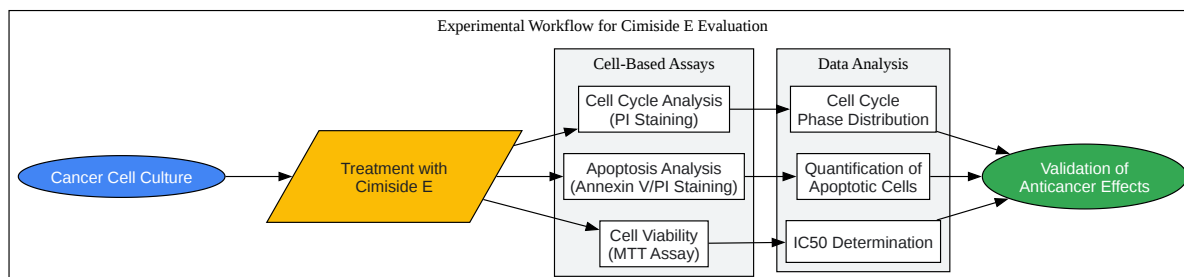 Experimental Workflow for Cimiside E Evaluation
Cell-Based Assays
Data Analysis
Cancer Cell Culture
Treatment with
Cimiside E
Cell Cycle Analysis
(PI Staining)
Cell Cycle
Phase Distribution
Apoptosis Analysis
(Annexin V/PI Staining)
Quantification of
Apoptotic Cells
Cell Viability
(MTT Assay)
IC50 Determination
Validation of
Anticancer Effects